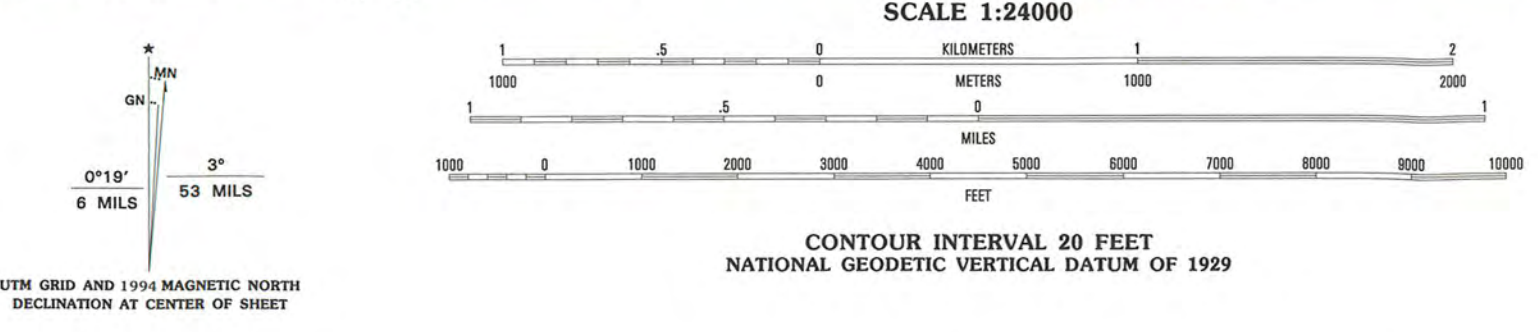 ★
MN
GN
0°19′
6 MILS
3°
53 MILS
UTM GRID AND 1994 MAGNETIC NORTH
DECLINATION AT CENTER OF SHEET
SCALE 1:24000
1 .5 0 KILOMETERS 1 2
1000 0 METERS 1000 2000
1 .5 0 1
MILES
1000 0 1000 2000 3000 4000 5000 6000 7000 8000 9000 10000
FEET
CONTOUR INTERVAL 20 FEET
NATIONAL GEODETIC VERTICAL DATUM OF 1929